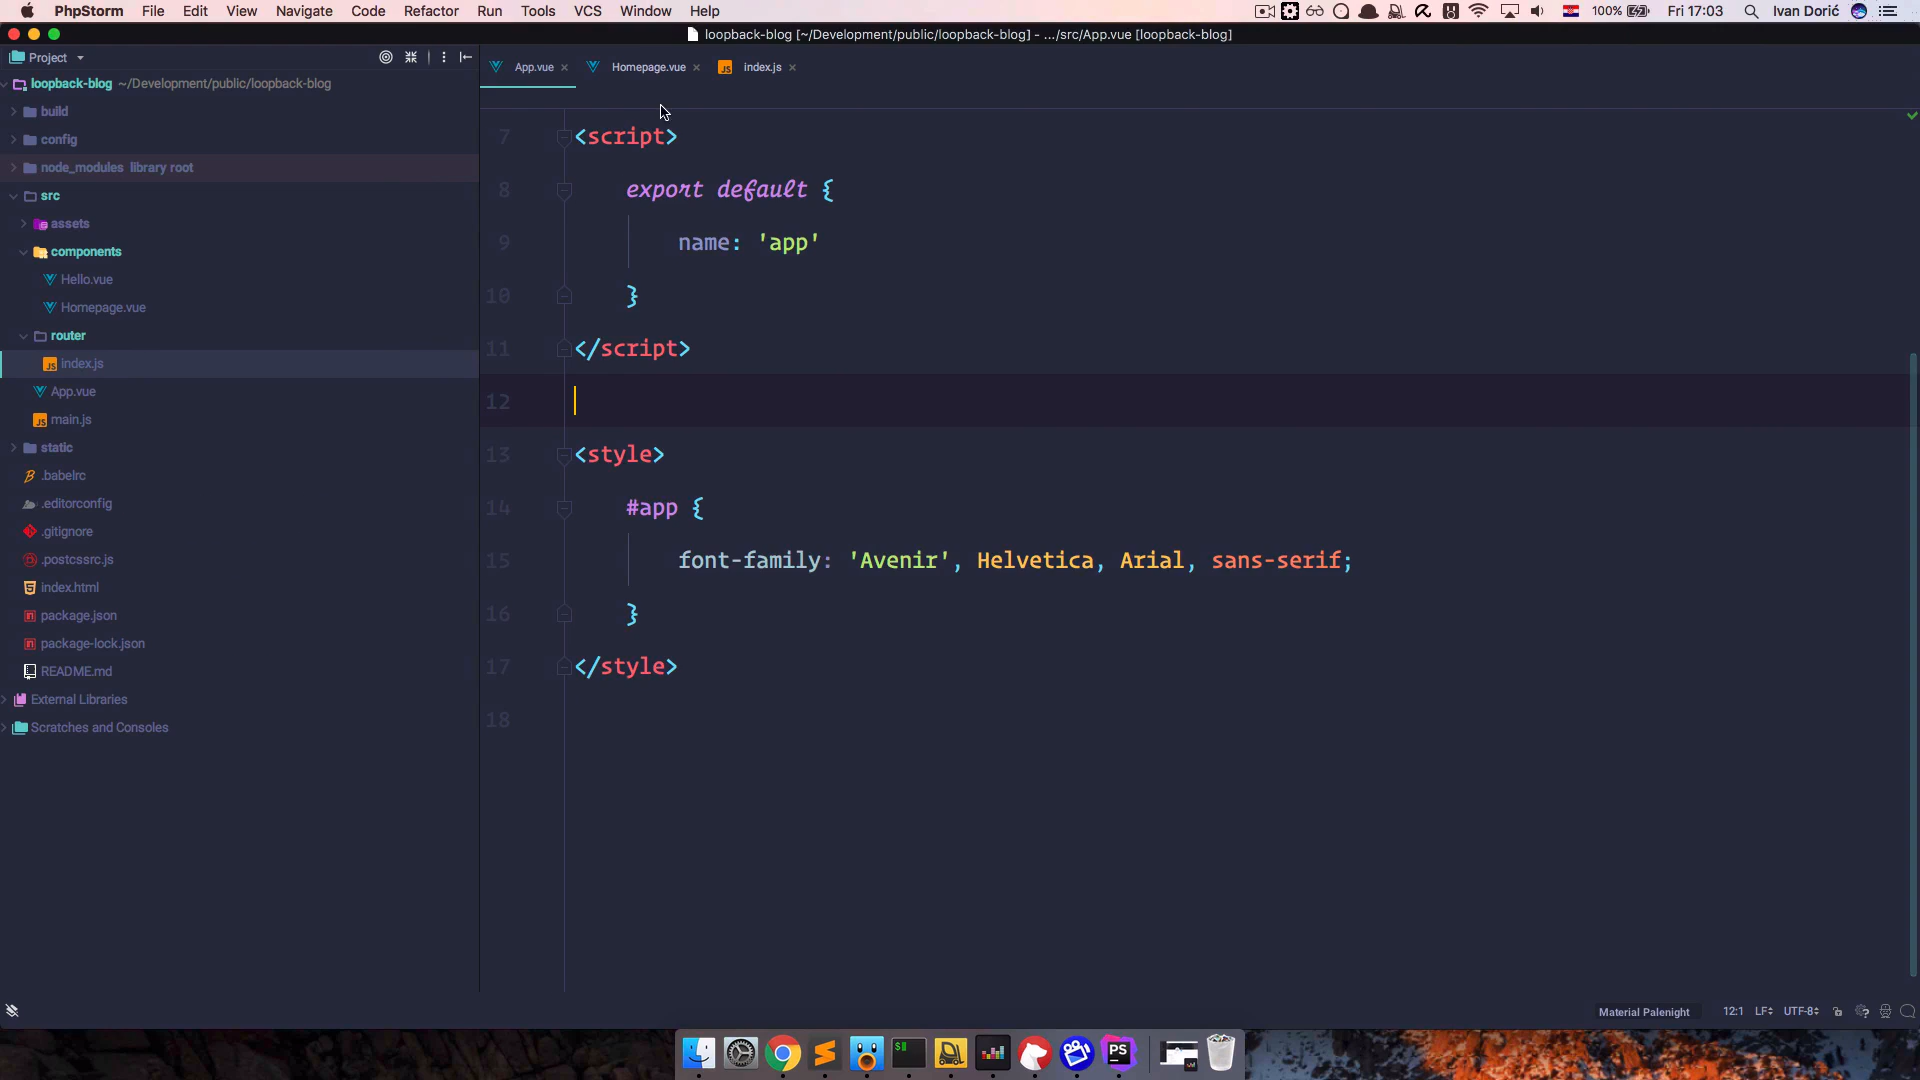 PhpStorm File Edit View Navigate Code Refactor Run Tools VCS Window Help 100% Fri 17:03 Ivan Dorić
loopback-blog [~/Development/public/loopback-blog] - .../src/App.vue [loopback-blog]
Project
App.vue Homepage.vue index.js
loopback-blog ~/Development/public/loopback-blog
build
config
node_modules library root
src
assets
components
Hello.vue
Homepage.vue
router
index.js
App.vue
main.js
static
.babelrc
.editorconfig
.gitignore
.postcssrc.js
index.html
package.json
package-lock.json
README.md
External Libraries
Scratches and Consoles
7 <script>
8 export default {
9 name: 'app'
10 }
11 </script>
12
13 <style>
14 #app {
15 font-family: 'Avenir', Helvetica, Arial, sans-serif;
16 }
17 </style>
18
Material Palenight 12:1 LF UTF-8
$
PS